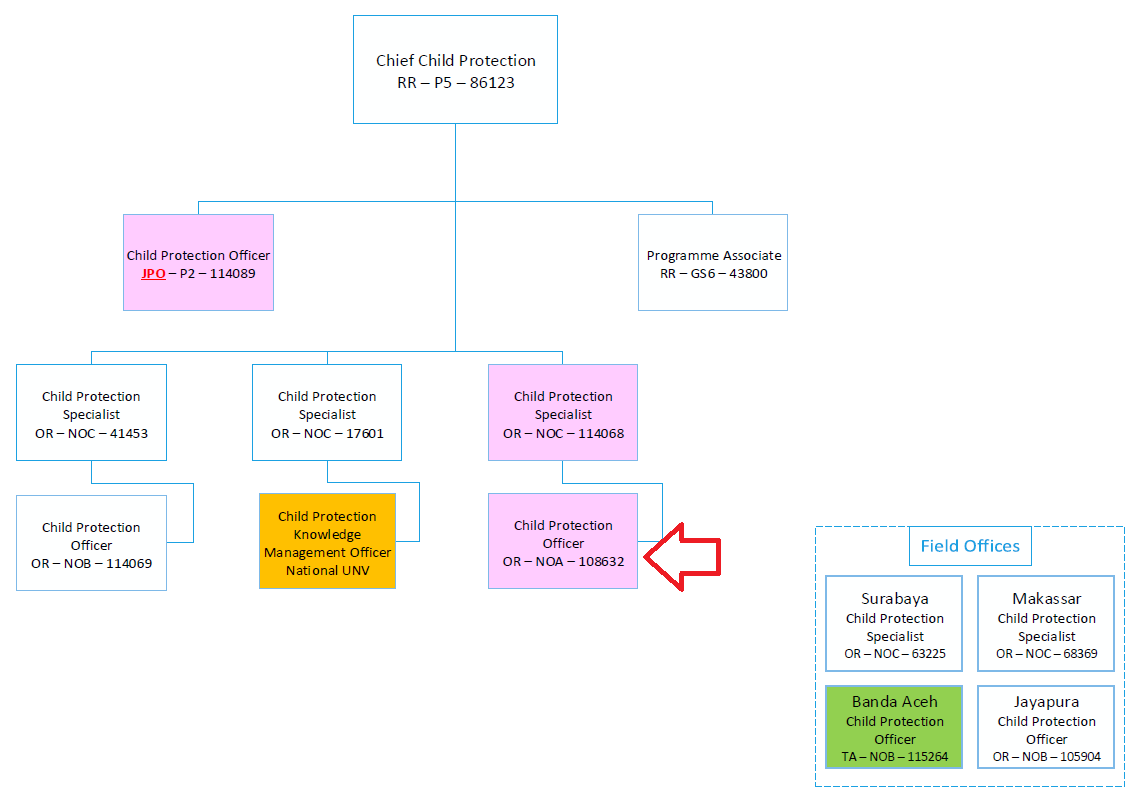 Chief Child Protection
RR – P5 – 86123
Child Protection Officer
JPO – P2 – 114089
Programme Associate
RR – GS6 – 43800
Child Protection
Specialist
OR – NOC – 41453
Child Protection
Specialist
OR – NOC – 17601
Child Protection
Specialist
OR – NOC – 114068
Child Protection
Officer
OR – NOB – 114069
Child Protection
Knowledge
Management Officer
National UNV
Child Protection
Officer
OR – NOA – 108632
Field Offices
Surabaya
Child Protection
Specialist
OR – NOC – 63225
Makassar
Child Protection
Specialist
OR – NOC – 68369
Banda Aceh
Child Protection
Officer
TA – NOB – 115264
Jayapura
Child Protection
Officer
OR – NOB – 105904